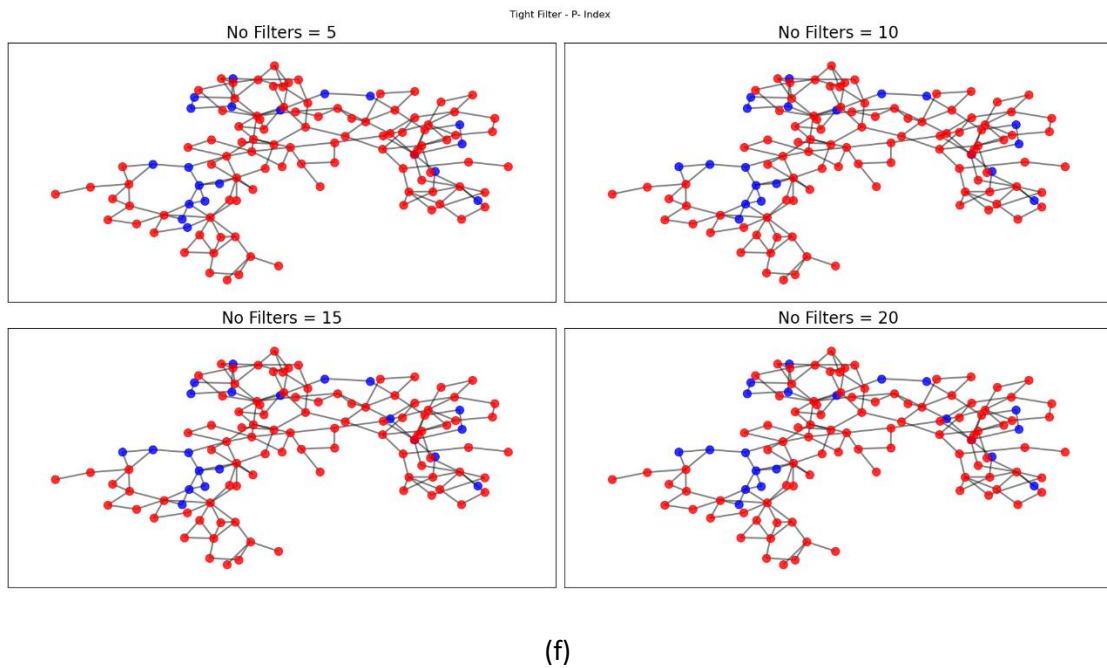 Tight Filter - P- Index
No Filters = 5
No Filters = 10
No Filters = 15
No Filters = 20
(f)